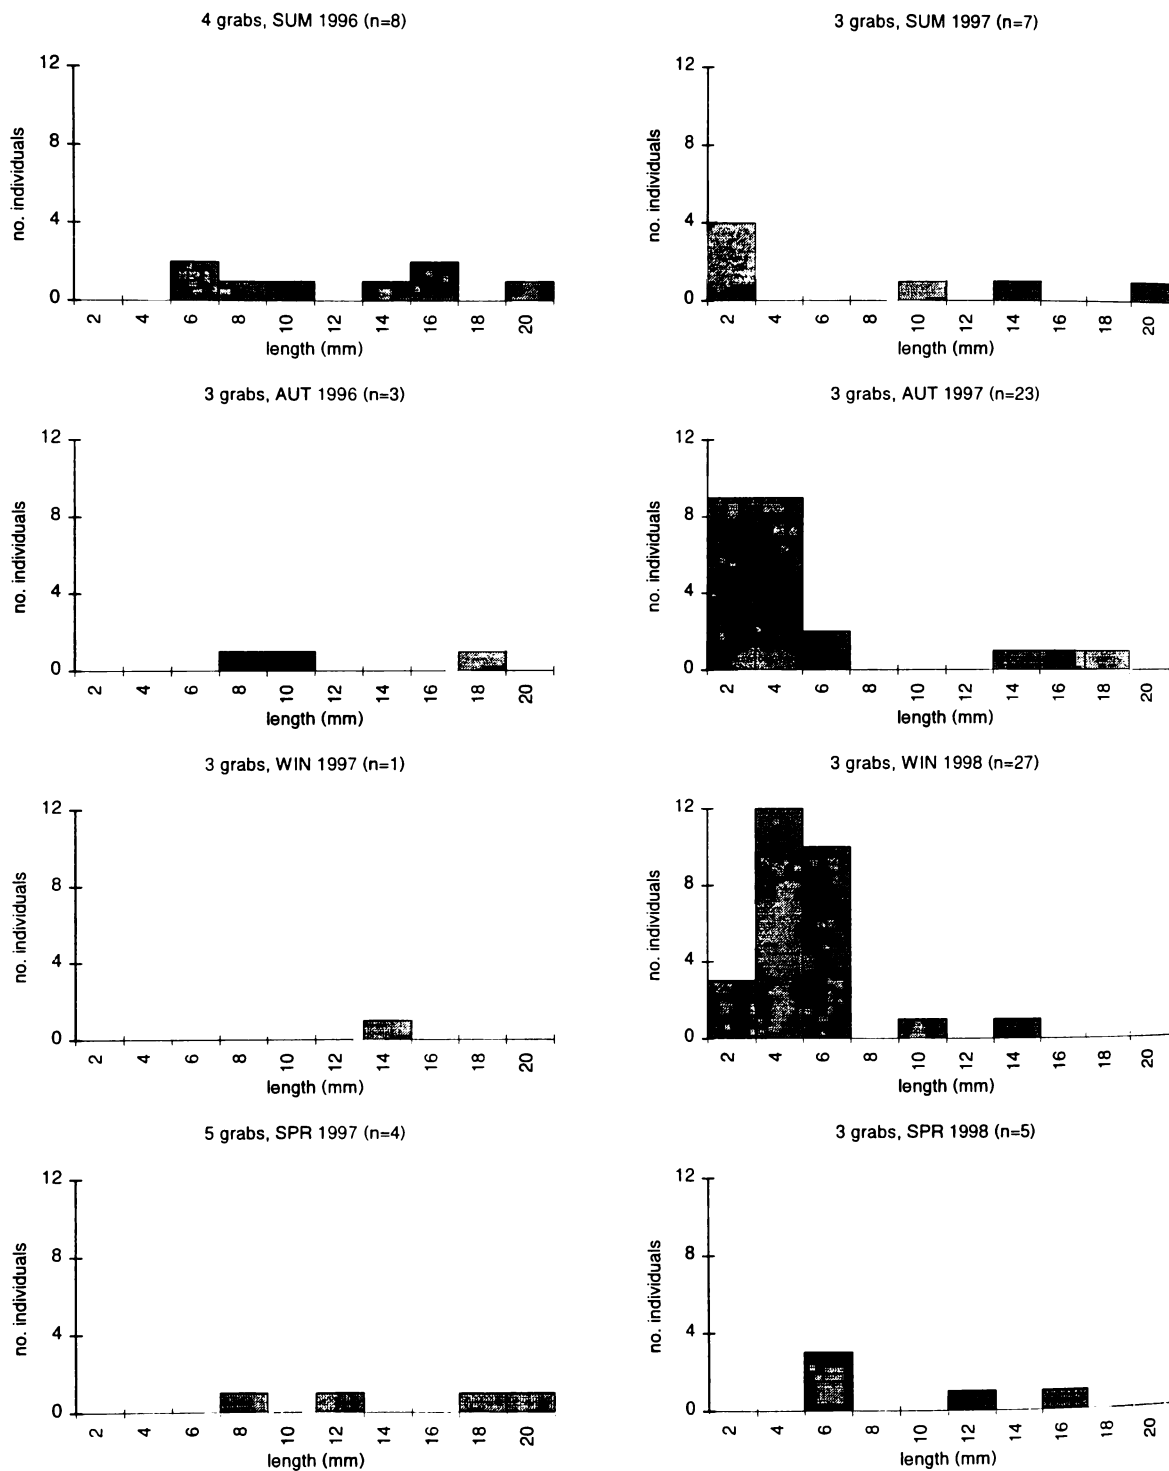 4 grabs, SUM 1996 (n=8)
no. individuals
12
8
4
0
2 4 6 8 10 12 14 16 18 20
length (mm)
3 grabs, SUM 1997 (n=7)
no. individuals
12
8
4
0
2 4 6 8 10 12 14 16 18 20
length (mm)
3 grabs, AUT 1996 (n=3)
no. individuals
12
8
4
0
2 4 6 8 10 12 14 16 18 20
length (mm)
3 grabs, AUT 1997 (n=23)
no. individuals
12
8
4
0
2 4 6 8 10 12 14 16 18 20
length (mm)
3 grabs, WIN 1997 (n=1)
no. individuals
12
8
4
0
2 4 6 8 10 12 14 16 18 20
length (mm)
3 grabs, WIN 1998 (n=27)
no. individuals
12
8
4
0
2 4 6 8 10 12 14 16 18 20
length (mm)
5 grabs, SPR 1997 (n=4)
no. individuals
12
8
4
0
2 4 6 8 10 12 14 16 18 20
length (mm)
3 grabs, SPR 1998 (n=5)
no. individuals
12
8
4
0
2 4 6 8 10 12 14 16 18 20
length (mm)